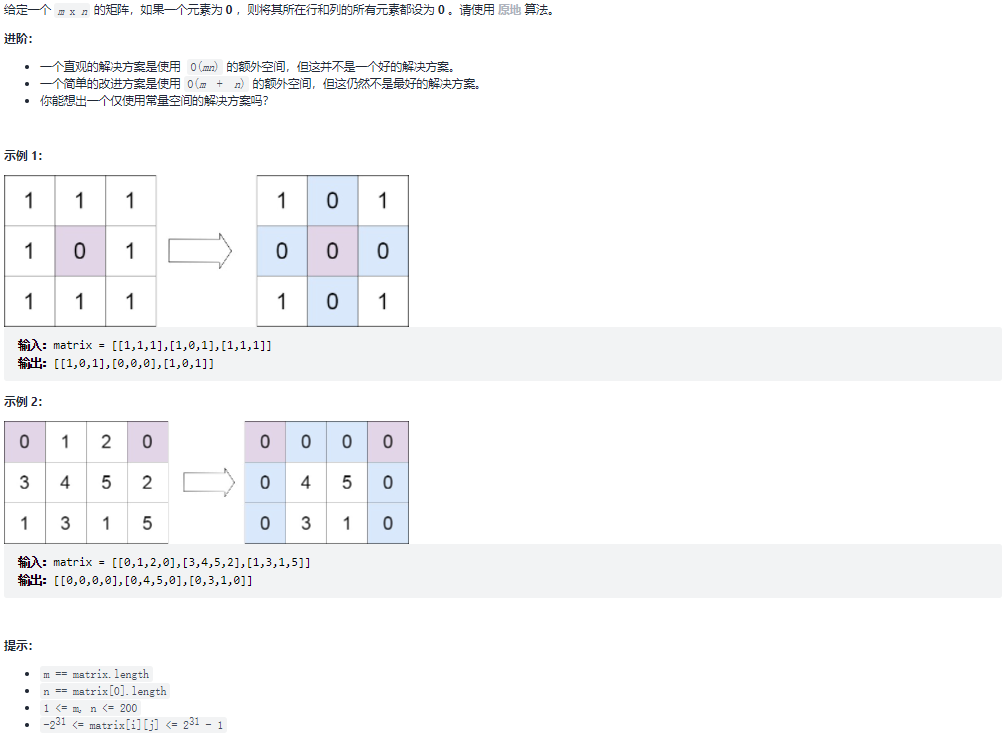 给定一个 m x n 的矩阵，如果一个元素为 0 ，则将其所在行和列的所有元素都设为 0 。请使用 原地 算法。
进阶：
一个直观的解决方案是使用 O(mn) 的额外空间，但这并不是一个好的解决方案。
一个简单的改进方案是使用 O(m + n) 的额外空间，但这仍然不是最好的解决方案。
你能想出一个仅使用常量空间的解决方案吗？
示例 1：
1 1 1 1 0 1
1 0 1 0 0 0
1 1 1 1 0 1
输入：matrix = [[1,1,1],[1,0,1],[1,1,1]]
输出：[[1,0,1],[0,0,0],[1,0,1]]
示例 2：
0 1 2 0 0 0 0 0
3 4 5 2 0 4 5 0
1 3 1 5 0 3 1 0
输入：matrix = [[0,1,2,0],[3,4,5,2],[1,3,1,5]]
输出：[[0,0,0,0],[0,4,5,0],[0,3,1,0]]
提示：
m == matrix.length
n == matrix[0].length
1 <= m, n <= 200
-2^31 <= matrix[i][j] <= 2^31 - 1